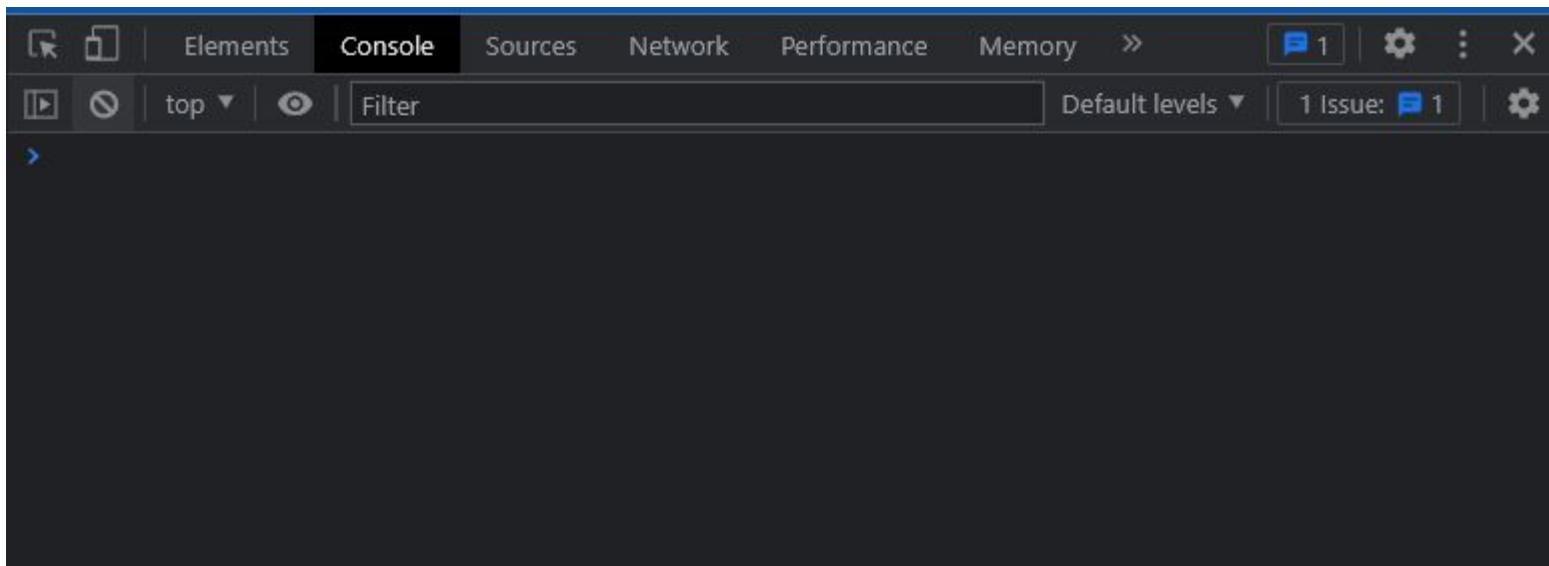 Elements Console Sources Network Performance Memory » 1
top ▼ Filter Default levels ▼ 1 Issue: 1
>